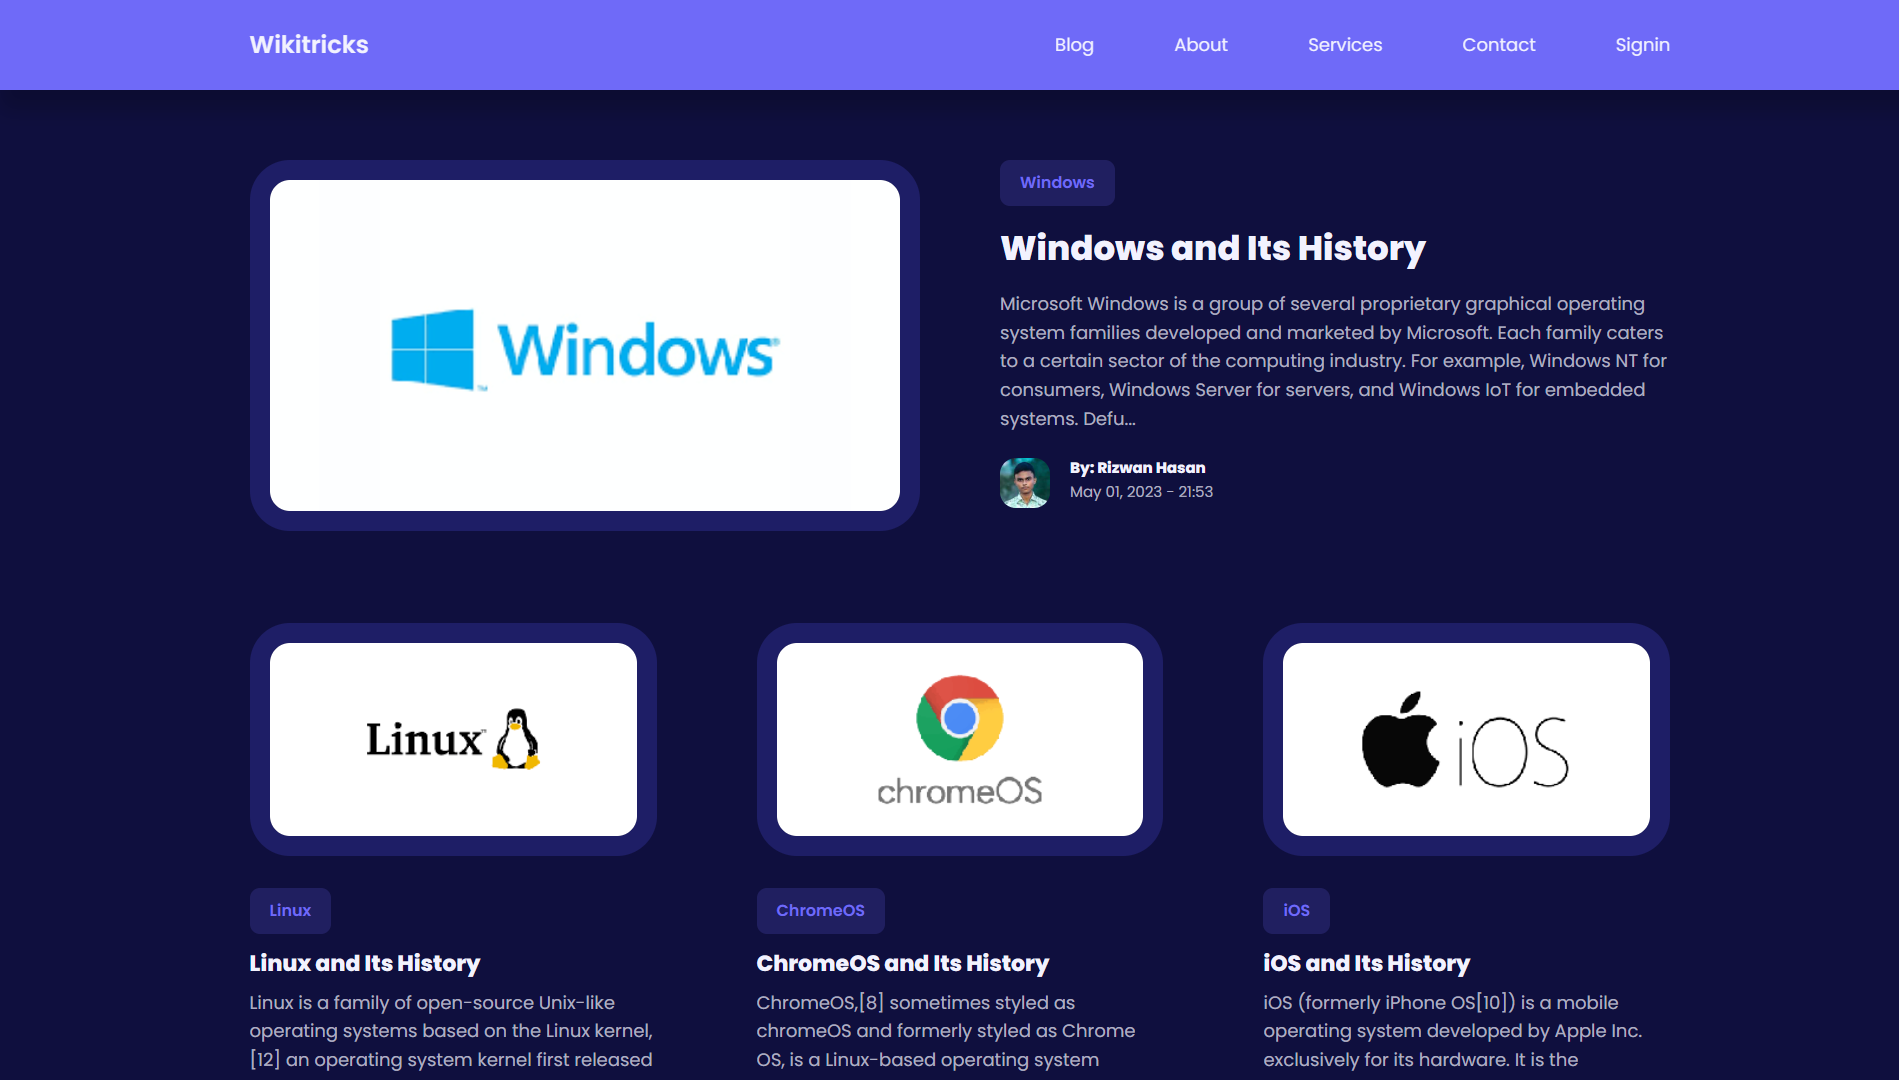 Wikitricks
Blog
About
Services
Contact
Signin
Windows
Windows
Windows and Its History
Microsoft Windows is a group of several proprietary graphical operating
system families developed and marketed by Microsoft. Each family caters
to a certain sector of the computing industry. For example, Windows NT for
consumers, Windows Server for servers, and Windows IoT for embedded
systems. Defu...
By: Rizwan Hasan
May 01, 2023 - 21:53
Linux
chromeOS
iOS
Linux
Linux and Its History
Linux is a family of open-source Unix-like
operating systems based on the Linux kernel,
[12] an operating system kernel first released
ChromeOS
ChromeOS and Its History
ChromeOS,[8] sometimes styled as
chromeOS and formerly styled as Chrome
OS, is a Linux-based operating system
iOS
iOS and Its History
iOS (formerly iPhone OS[10]) is a mobile
operating system developed by Apple Inc.
exclusively for its hardware. It is the